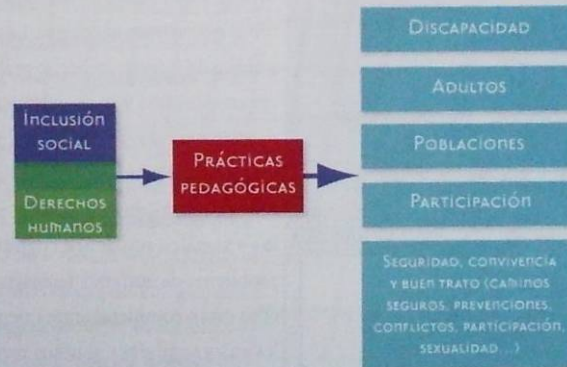 Inclusión
social
Derechos
humanos
Prácticas
pedagógicas
Discapacidad
Adultos
Poblaciones
Participación
Seguridad, convivencia
y buen trato (caminos
seguros, prevenciones,
conflictos, participación,
sexualidad...)